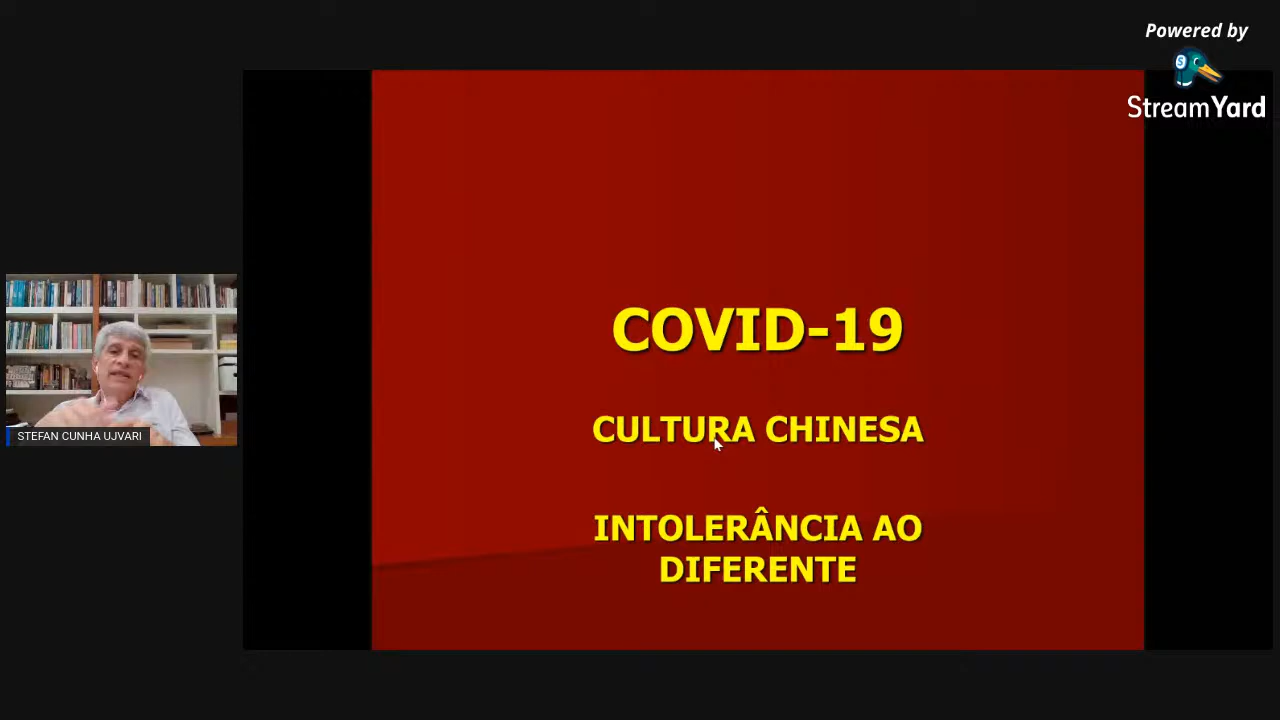 Powered by
StreamYard
COVID-19
CULTURA CHINESA
INTOLERÂNCIA AO
DIFERENTE
STEFAN CUNHA UJVARI